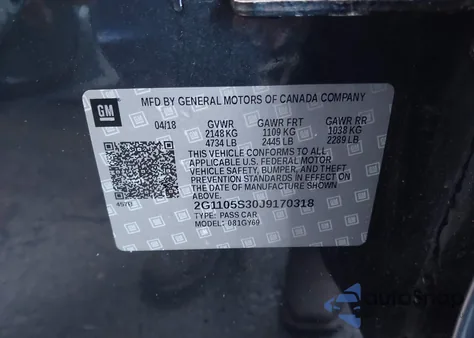 MFD BY GENERAL MOTORS OF CANADA COMPANY
GM
04/18 GVWR GAWR FRT GAWR RR
2148 KG 1109 KG 1038 KG
4734 LB 2445 LB 2289 LB
THIS VEHICLE CONFORMS TO ALL
APPLICABLE U.S. FEDERAL MOTOR
VEHICLE SAFETY, BUMPER, AND THEFT
PREVENTION STANDARDS IN EFFECT ON
THE DATE OF MANUFACTURE SHOWN
ABOVE.
2G1105S30J9170318
TYPE: PASS CAR
MODEL: 081GY69
autoSnap